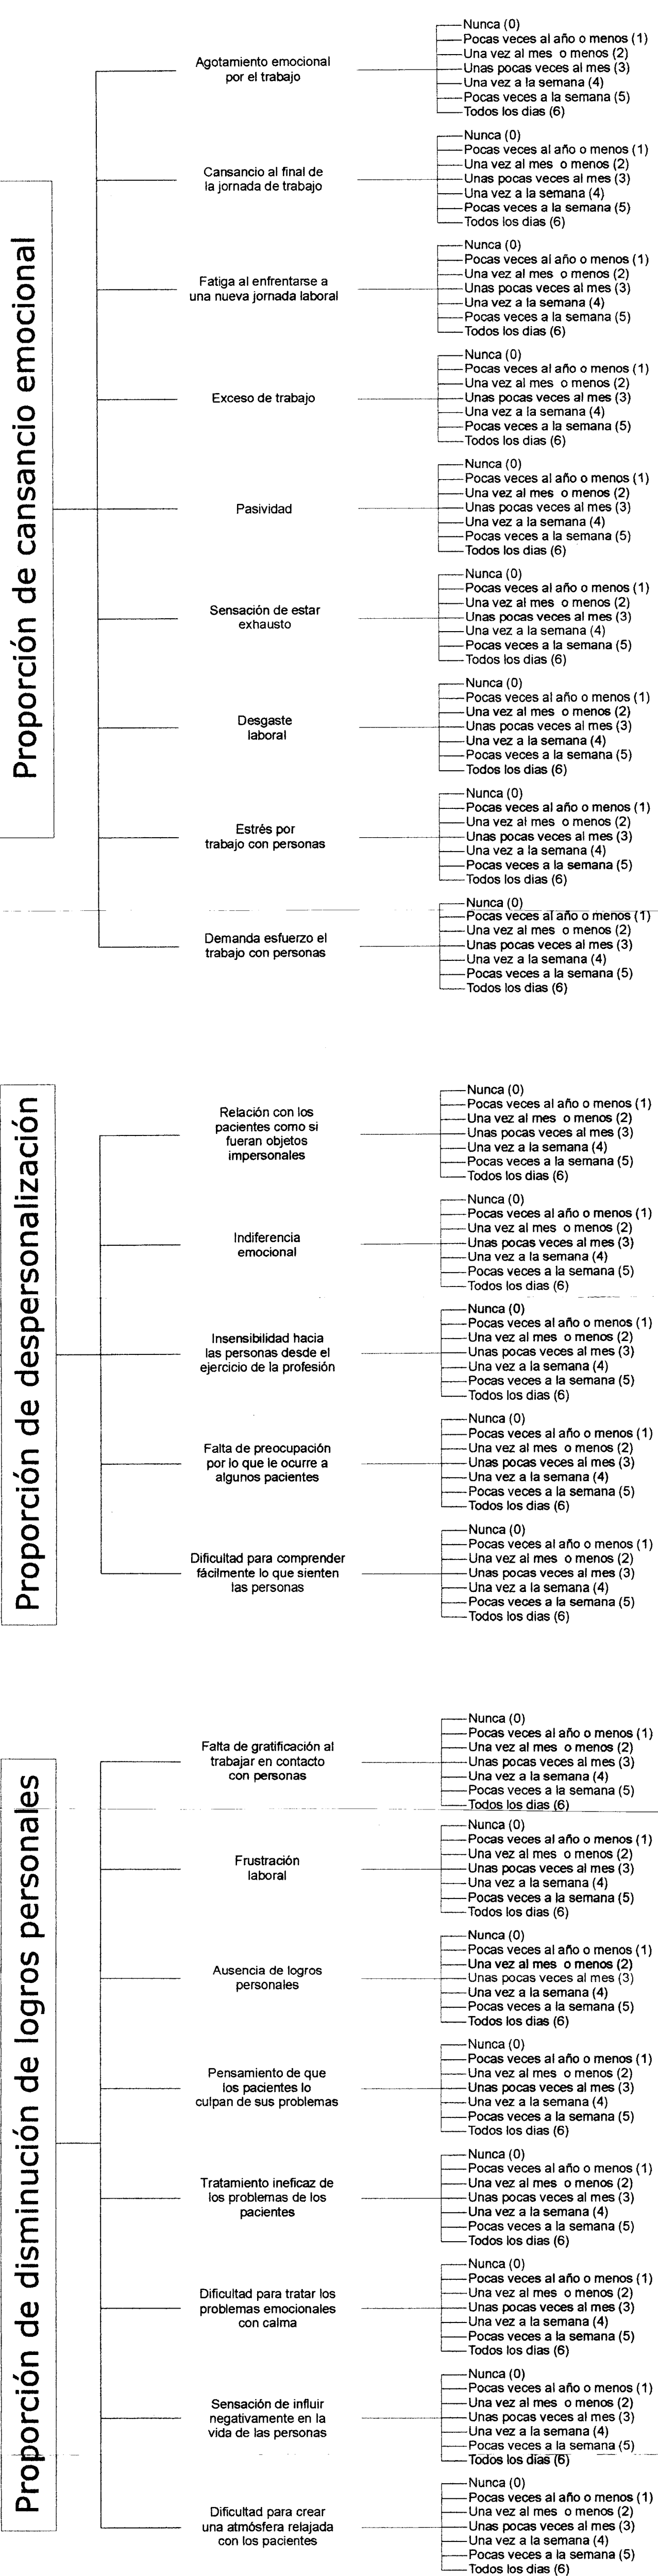 Proporción de cansancio emocional
Agotamiento emocional
por el trabajo
Nunca (0)
Pocas veces al año o menos (1)
Una vez al mes o menos (2)
Unas pocas veces al mes (3)
Una vez a la semana (4)
Pocas veces a la semana (5)
Todos los dias (6)
Cansancio al final de
la jornada de trabajo
Nunca (0)
Pocas veces al año o menos (1)
Una vez al mes o menos (2)
Unas pocas veces al mes (3)
Una vez a la semana (4)
Pocas veces a la semana (5)
Todos los dias (6)
Fatiga al enfrentarse a
una nueva jornada laboral
Nunca (0)
Pocas veces al año o menos (1)
Una vez al mes o menos (2)
Unas pocas veces al mes (3)
Una vez a la semana (4)
Pocas veces a la semana (5)
Todos los dias (6)
Exceso de trabajo
Nunca (0)
Pocas veces al año o menos (1)
Una vez al mes o menos (2)
Unas pocas veces al mes (3)
Una vez a la semana (4)
Pocas veces a la semana (5)
Todos los dias (6)
Pasividad
Nunca (0)
Pocas veces al año o menos (1)
Una vez al mes o menos (2)
Unas pocas veces al mes (3)
Una vez a la semana (4)
Pocas veces a la semana (5)
Todos los dias (6)
Sensación de estar
exhausto
Nunca (0)
Pocas veces al año o menos (1)
Una vez al mes o menos (2)
Unas pocas veces al mes (3)
Una vez a la semana (4)
Pocas veces a la semana (5)
Todos los dias (6)
Desgaste
laboral
Nunca (0)
Pocas veces al año o menos (1)
Una vez al mes o menos (2)
Unas pocas veces al mes (3)
Una vez a la semana (4)
Pocas veces a la semana (5)
Todos los dias (6)
Estrés por
trabajo con personas
Nunca (0)
Pocas veces al año o menos (1)
Una vez al mes o menos (2)
Unas pocas veces al mes (3)
Una vez a la semana (4)
Pocas veces a la semana (5)
Todos los dias (6)
Demanda esfuerzo el
trabajo con personas
Nunca (0)
Pocas veces al año o menos (1)
Una vez al mes o menos (2)
Unas pocas veces al mes (3)
Una vez a la semana (4)
Pocas veces a la semana (5)
Todos los dias (6)
Proporción de despersonalización
Relación con los
pacientes como si
fueran objetos
impersonales
Nunca (0)
Pocas veces al año o menos (1)
Una vez al mes o menos (2)
Unas pocas veces al mes (3)
Una vez a la semana (4)
Pocas veces a la semana (5)
Todos los dias (6)
Indiferencia
emocional
Nunca (0)
Pocas veces al año o menos (1)
Una vez al mes o menos (2)
Unas pocas veces al mes (3)
Una vez a la semana (4)
Pocas veces a la semana (5)
Todos los dias (6)
Insensibilidad hacia
las personas desde el
ejercicio de la profesión
Nunca (0)
Pocas veces al año o menos (1)
Una vez al mes o menos (2)
Unas pocas veces al mes (3)
Una vez a la semana (4)
Pocas veces a la semana (5)
Todos los dias (6)
Falta de preocupación
por lo que le ocurre a
algunos pacientes
Nunca (0)
Pocas veces al año o menos (1)
Una vez al mes o menos (2)
Unas pocas veces al mes (3)
Una vez a la semana (4)
Pocas veces a la semana (5)
Todos los dias (6)
Dificultad para comprender
fácilmente lo que sienten
las personas
Nunca (0)
Pocas veces al año o menos (1)
Una vez al mes o menos (2)
Unas pocas veces al mes (3)
Una vez a la semana (4)
Pocas veces a la semana (5)
Todos los dias (6)
Proporción de disminución de logros personales
Falta de gratificación al
trabajar en contacto
con personas
Nunca (0)
Pocas veces al año o menos (1)
Una vez al mes o menos (2)
Unas pocas veces al mes (3)
Una vez a la semana (4)
Pocas veces a la semana (5)
Todos los dias (6)
Frustración
laboral
Nunca (0)
Pocas veces al año o menos (1)
Una vez al mes o menos (2)
Unas pocas veces al mes (3)
Una vez a la semana (4)
Pocas veces a la semana (5)
Todos los dias (6)
Ausencia de logros
personales
Nunca (0)
Pocas veces al año o menos (1)
Una vez al mes o menos (2)
Unas pocas veces al mes (3)
Una vez a la semana (4)
Pocas veces a la semana (5)
Todos los dias (6)
Pensamiento de que
los pacientes lo
culpan de sus problemas
Nunca (0)
Pocas veces al año o menos (1)
Una vez al mes o menos (2)
Unas pocas veces al mes (3)
Una vez a la semana (4)
Pocas veces a la semana (5)
Todos los dias (6)
Tratamiento ineficaz de
los problemas de los
pacientes
Nunca (0)
Pocas veces al año o menos (1)
Una vez al mes o menos (2)
Unas pocas veces al mes (3)
Una vez a la semana (4)
Pocas veces a la semana (5)
Todos los dias (6)
Dificultad para tratar los
problemas emocionales
con calma
Nunca (0)
Pocas veces al año o menos (1)
Una vez al mes o menos (2)
Unas pocas veces al mes (3)
Una vez a la semana (4)
Pocas veces a la semana (5)
Todos los dias (6)
Sensación de influir
negativamente en la
vida de las personas
Nunca (0)
Pocas veces al año o menos (1)
Una vez al mes o menos (2)
Unas pocas veces al mes (3)
Una vez a la semana (4)
Pocas veces a la semana (5)
Todos los dias (6)
Dificultad para crear
una atmósfera relajada
con los pacientes
Nunca (0)
Pocas veces al año o menos (1)
Una vez al mes o menos (2)
Unas pocas veces al mes (3)
Una vez a la semana (4)
Pocas veces a la semana (5)
Todos los dias (6)